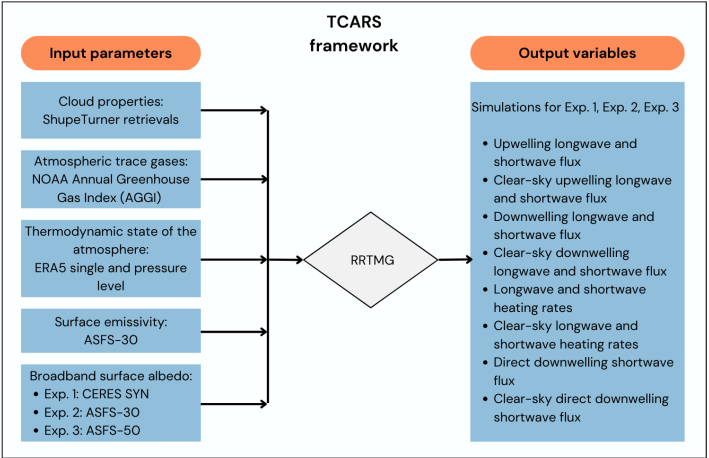 TCARS
framework
Input parameters
Cloud properties:
ShupeTurner retrievals
Atmospheric trace gases:
NOAA Annual Greenhouse
Gas Index (AGGI)
Thermodynamic state of the
atmosphere:
ERA5 single and pressure
level
Surface emissivity:
ASFS-30
Broadband surface albedo:
• Exp. 1: CERES SYN
• Exp. 2: ASFS-30
• Exp. 3: ASFS-50
RRTMG
Output variables
Simulations for Exp. 1, Exp. 2, Exp. 3
• Upwelling longwave and
shortwave flux
• Clear-sky upwelling longwave
and shortwave flux
• Downwelling longwave and
shortwave flux
• Clear-sky downwelling
longwave and shortwave flux
• Longwave and shortwave
heating rates
• Clear-sky longwave and
shortwave heating rates
• Direct downwelling shortwave
flux
• Clear-sky direct downwelling
shortwave flux